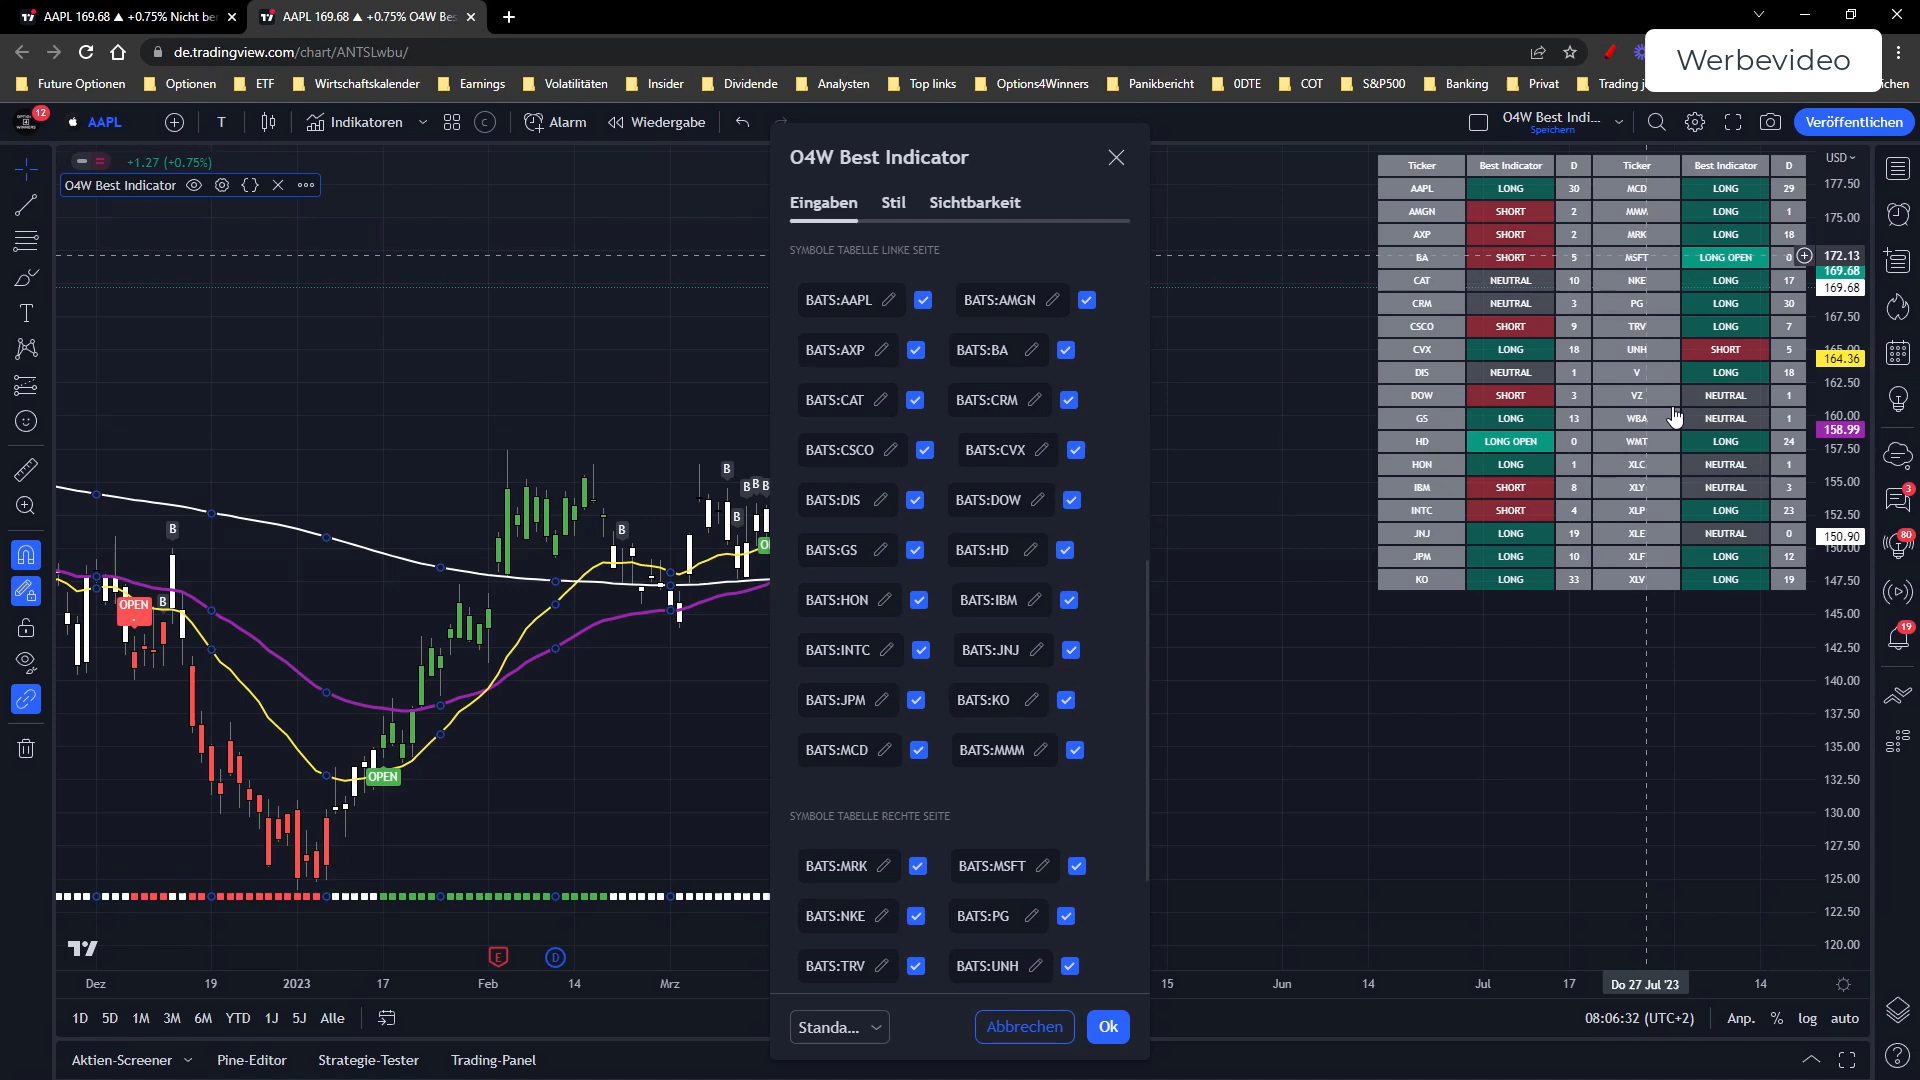 AAPL 169.68 ▲ +0.75% Nicht ber
AAPL 169.68 ▲ +0.75% O4W Bes
de.tradingview.com/chart/ANTSLwbu/
Werbevideo
Future Optionen Optionen ETF Wirtschaftskalender Earnings Volatilitäten Insider Dividende Analysten Top links Options4Winners Panikbericht 0DTE COT S&P500 Banking Privat Trading j
12 AAPL T Indikatoren C Alarm Wiedergabe
O4W Best Indi...
Speichern
Veröffentlichen
+1.27 (+0.75%)
O4W Best Indicator
O4W Best Indicator
Eingaben Stil Sichtbarkeit
SYMBOLE TABELLE LINKE SEITE
BATS:AAPL BATS:AMGN
BATS:AXP BATS:BA
BATS:CAT BATS:CRM
BATS:CSCO BATS:CVX
BATS:DIS BATS:DOW
BATS:GS BATS:HD
BATS:HON BATS:IBM
BATS:INTC BATS:JNJ
BATS:JPM BATS:KO
BATS:MCD BATS:MMM
SYMBOLE TABELLE RECHTE SEITE
BATS:MRK BATS:MSFT
BATS:NKE BATS:PG
BATS:TRV BATS:UNH
Standa...
Abbrechen
Ok
Ticker Best Indicator D Ticker Best Indicator D
AAPL LONG 30 MCD LONG 29
AMGN SHORT 2 MMM LONG 1
AXP SHORT 2 MRK LONG 18
BA SHORT 5 MSFT LONG OPEN 0
CAT NEUTRAL 10 NKE LONG 17
CRM NEUTRAL 3 PG LONG 30
CSCO SHORT 9 TRV LONG 7
CVX LONG 18 UNH SHORT 5
DIS NEUTRAL 1 V LONG 18
DOW SHORT 3 VZ NEUTRAL 1
GS LONG 13 WBA NEUTRAL 1
HD LONG OPEN 0 WMT LONG 24
HON LONG 1 XLC NEUTRAL 1
IBM SHORT 8 XLY NEUTRAL 3
INTC SHORT 4 XLP LONG 23
JNJ LONG 19 XLE NEUTRAL 0
JPM LONG 10 XLF LONG 12
KO LONG 33 XLV LONG 19
USD
177.50
175.00
172.13
169.68
169.68
167.50
164.36
162.50
160.00
158.99
157.50
155.00
152.50
150.90
150.00
147.50
145.00
142.50
140.00
137.50
135.00
132.50
130.00
127.50
125.00
122.50
120.00
3
80
19
B
B
B
B
B
B B B
OPEN
OPEN
E D
Dez 19 2023 17 Feb 14 Mrz 15 Jun 14 Jul 17 Do 27 Jul '23 14
1D 5D 1M 3M 6M YTD 1J 5J Alle
08:06:32 (UTC+2) Anp. % log auto
Aktien-Screener Pine-Editor Strategie-Tester Trading-Panel